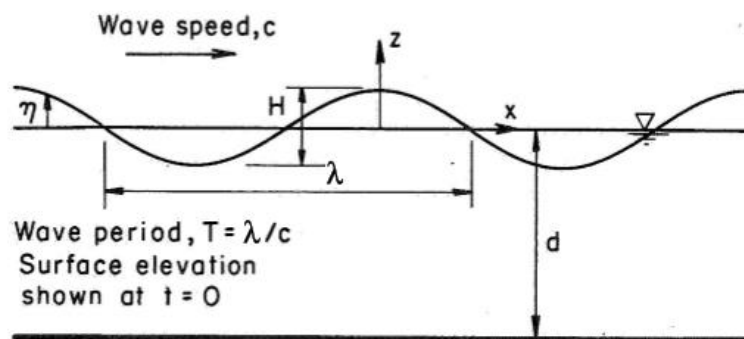 Wave speed, c
z
η
H
x
λ
Wave period, T = λ/c
Surface elevation
shown at t = 0
d